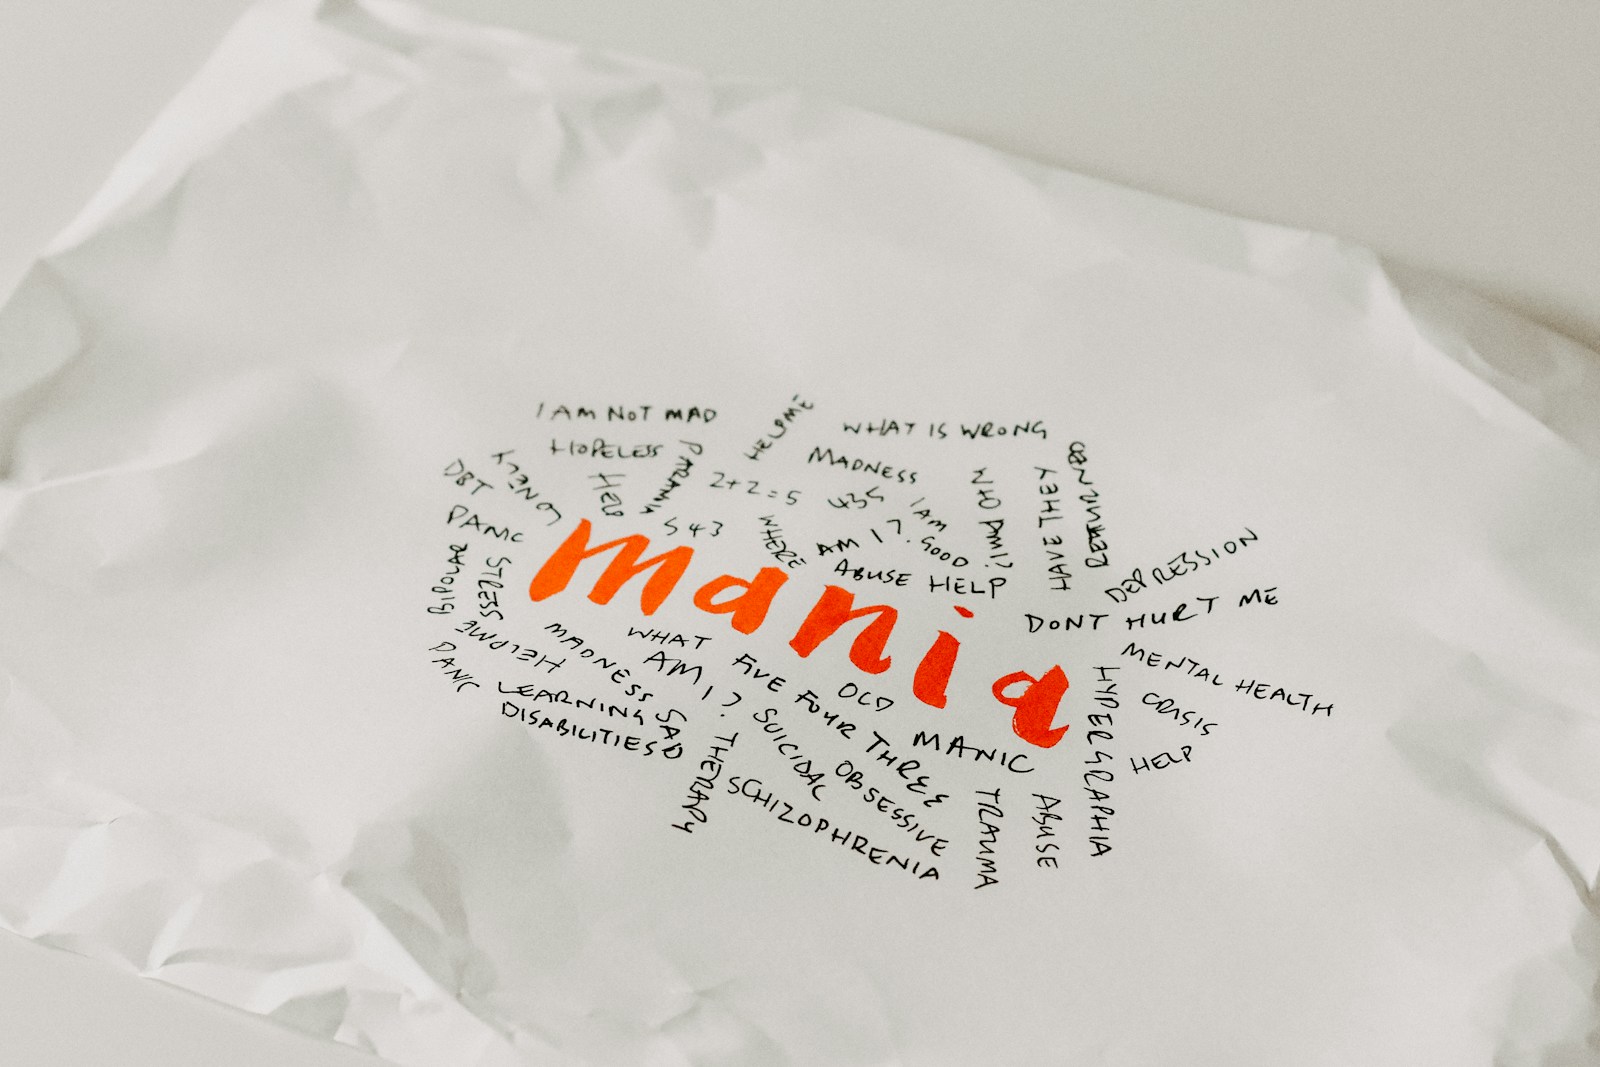 I AM NOT MAD
HELP ME
WHAT IS WRONG
HOPELESS
PARANOIA
MADNESS
LONELY
DBT
HELP
2+2=5
435
WHO AM I?
HAVE THEY
I AM
GOOD
PANIC
543
WHERE
AM I?
ABUSE HELP
DEPRESSION
BIPOLAR
STRESS
mania
DONT HURT ME
HELP ME
MADNESS
WHAT
AM I?
FIVE FOUR THREE
MENTAL HEALTH
PANIC
LEARNING
DISABILITIES
SAD
OCD
MANIC
HYPERGRAPHIA
CRISIS
HELP
THERAPY
SUICIDAL
OBSESSIVE
SCHIZOPHRENIA
TRAUMA
ABUSE